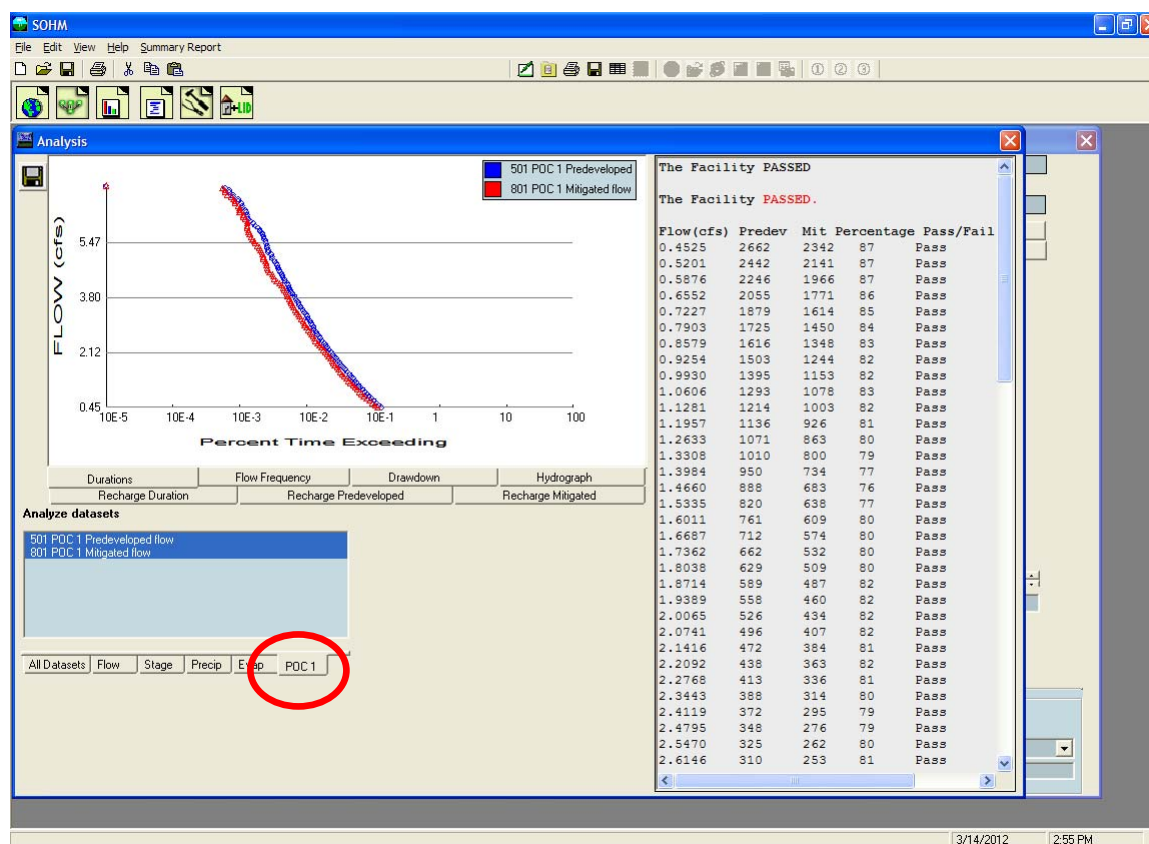 SOHM
File Edit View Help Summary Report
+LID
Analysis
501 POC 1 Predeveloped
801 POC 1 Mitigated flow
FLOW (cfs)
5.47
3.80
2.12
0.45
10E-5 10E-4 10E-3 10E-2 10E-1 1 10 100
Percent Time Exceeding
Durations Flow Frequency Drawdown Hydrograph
Recharge Duration Recharge Predeveloped Recharge Mitigated
Analyze datasets
501 POC 1 Predeveloped flow
801 POC 1 Mitigated flow
All Datasets Flow Stage Precip Evap POC 1
The Facility PASSED
The Facility PASSED.
Flow(cfs) Predev Mit Percentage Pass/Fail
0.4525 2662 2342 87 Pass
0.5201 2442 2141 87 Pass
0.5876 2246 1966 87 Pass
0.6552 2055 1771 86 Pass
0.7227 1879 1614 85 Pass
0.7903 1725 1450 84 Pass
0.8579 1616 1348 83 Pass
0.9254 1503 1244 82 Pass
0.9930 1395 1153 82 Pass
1.0606 1293 1078 83 Pass
1.1281 1214 1003 82 Pass
1.1957 1136 926 81 Pass
1.2633 1071 863 80 Pass
1.3308 1010 800 79 Pass
1.3984 950 734 77 Pass
1.4660 888 683 76 Pass
1.5335 820 638 77 Pass
1.6011 761 609 80 Pass
1.6687 712 574 80 Pass
1.7362 662 532 80 Pass
1.8038 629 509 80 Pass
1.8714 589 487 82 Pass
1.9389 558 460 82 Pass
2.0065 526 434 82 Pass
2.0741 496 407 82 Pass
2.1416 472 384 81 Pass
2.2092 438 363 82 Pass
2.2768 413 336 81 Pass
2.3443 388 314 80 Pass
2.4119 372 295 79 Pass
2.4795 348 276 79 Pass
2.5470 325 262 80 Pass
2.6146 310 253 81 Pass
3/14/2012 2:55 PM